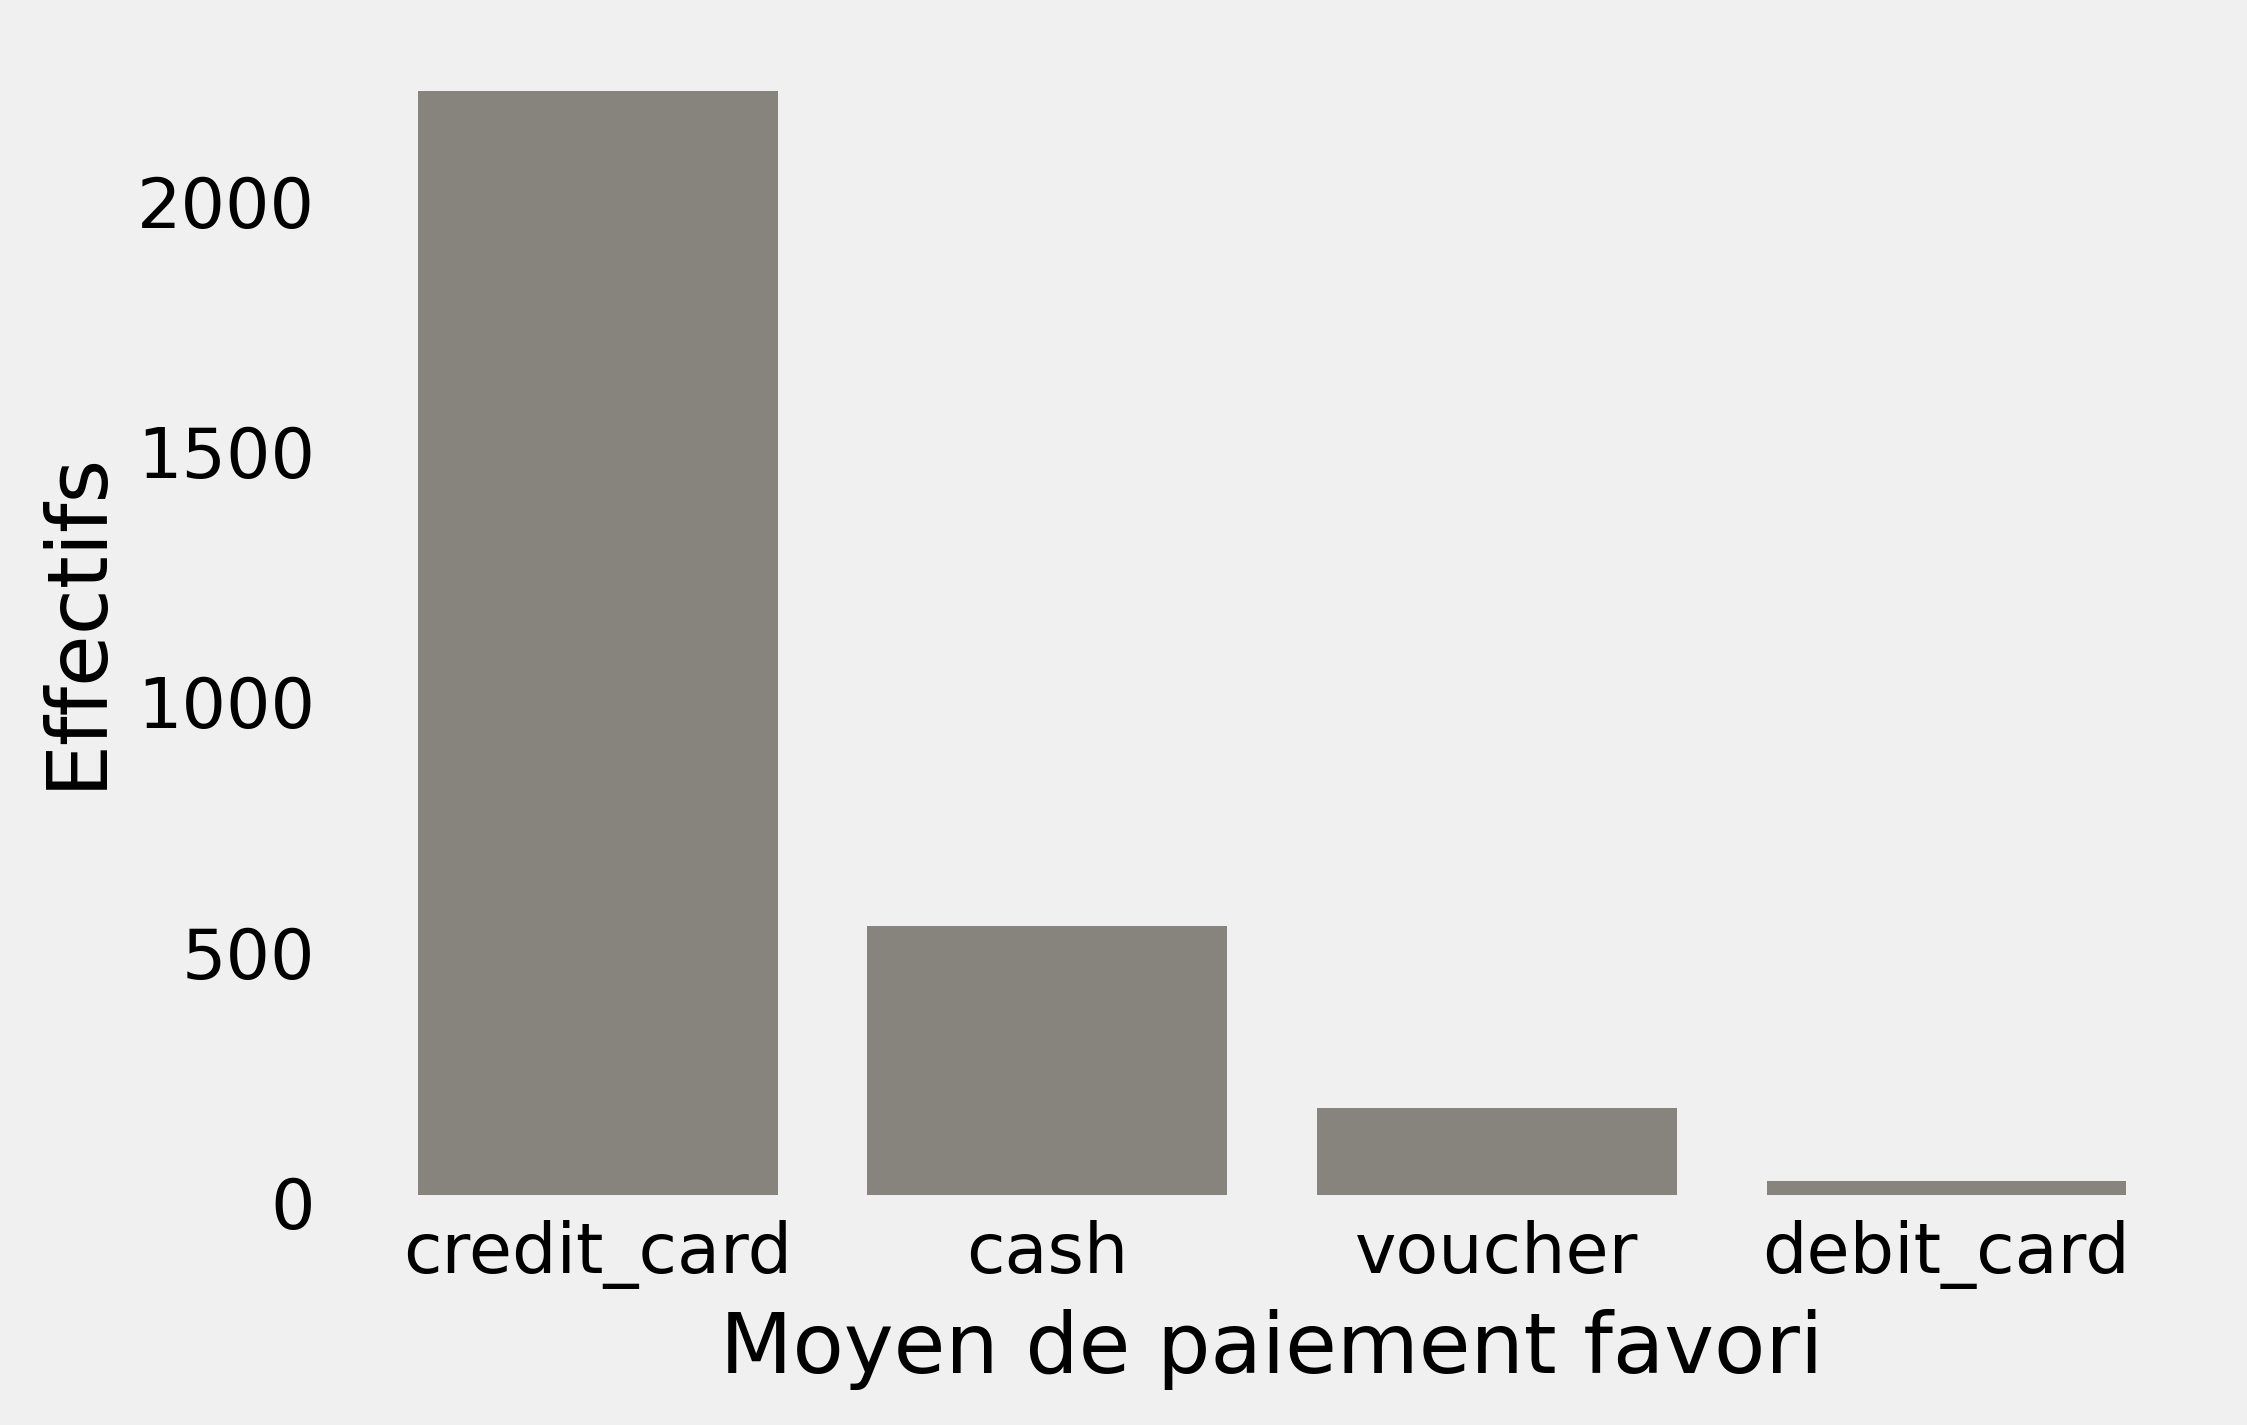 Effectifs
2000
1500
1000
500
0
credit_card cash voucher debit_card
Moyen de paiement favori